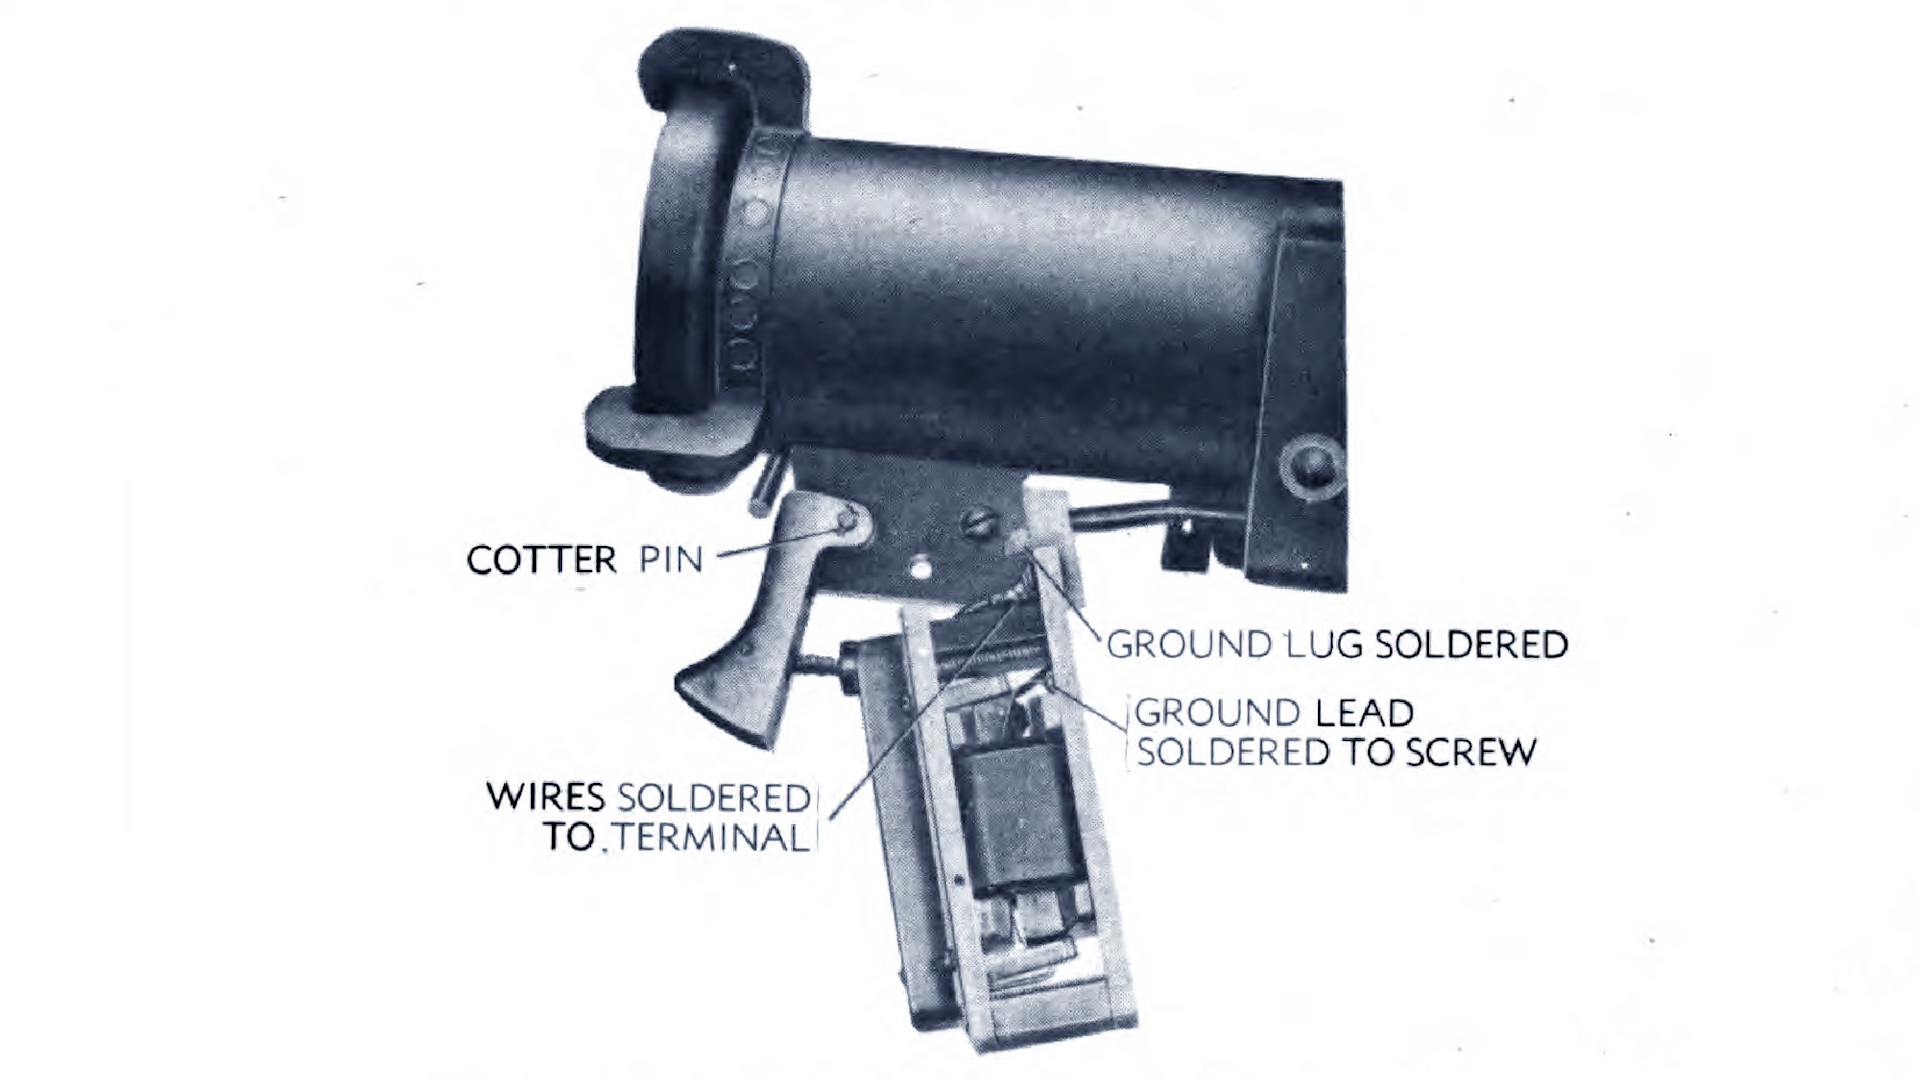 COTTER PIN
GROUND LUG SOLDERED
GROUND LEAD
SOLDERED TO SCREW
WIRES SOLDERED
TO TERMINAL